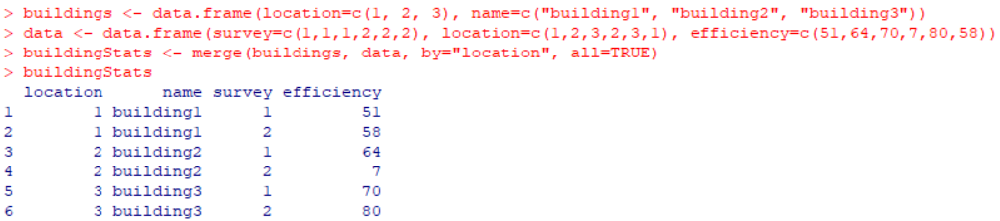 > buildings <- data.frame(location=c(1, 2, 3), name=c("building1", "building2", "building3"))
> data <- data.frame(survey=c(1,1,1,2,2,2), location=c(1,2,3,2,3,1), efficiency=c(51,64,70,7,80,58))
> buildingStats <- merge(buildings, data, by="location", all=TRUE)
> buildingStats
  location      name survey efficiency
1        1 building1      1         51
2        1 building1      2         58
3        2 building2      1         64
4        2 building2      2          7
5        3 building3      1         70
6        3 building3      2         80